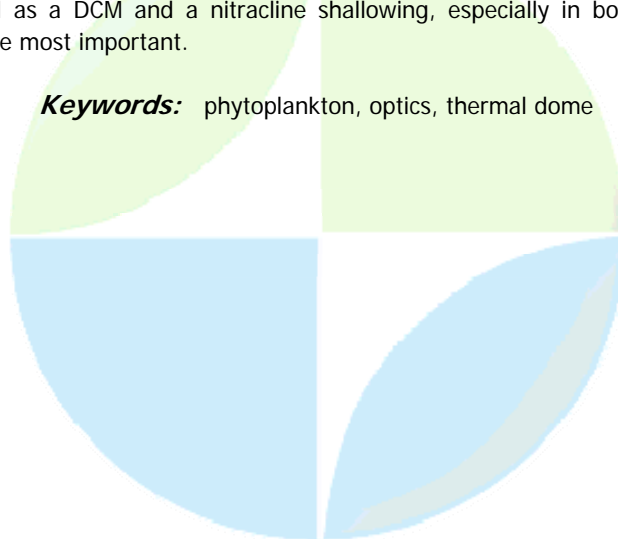 as a DCM and a nitracline shallowing, especially in bo
e most important.
Keywords: phytoplankton, optics, thermal dome